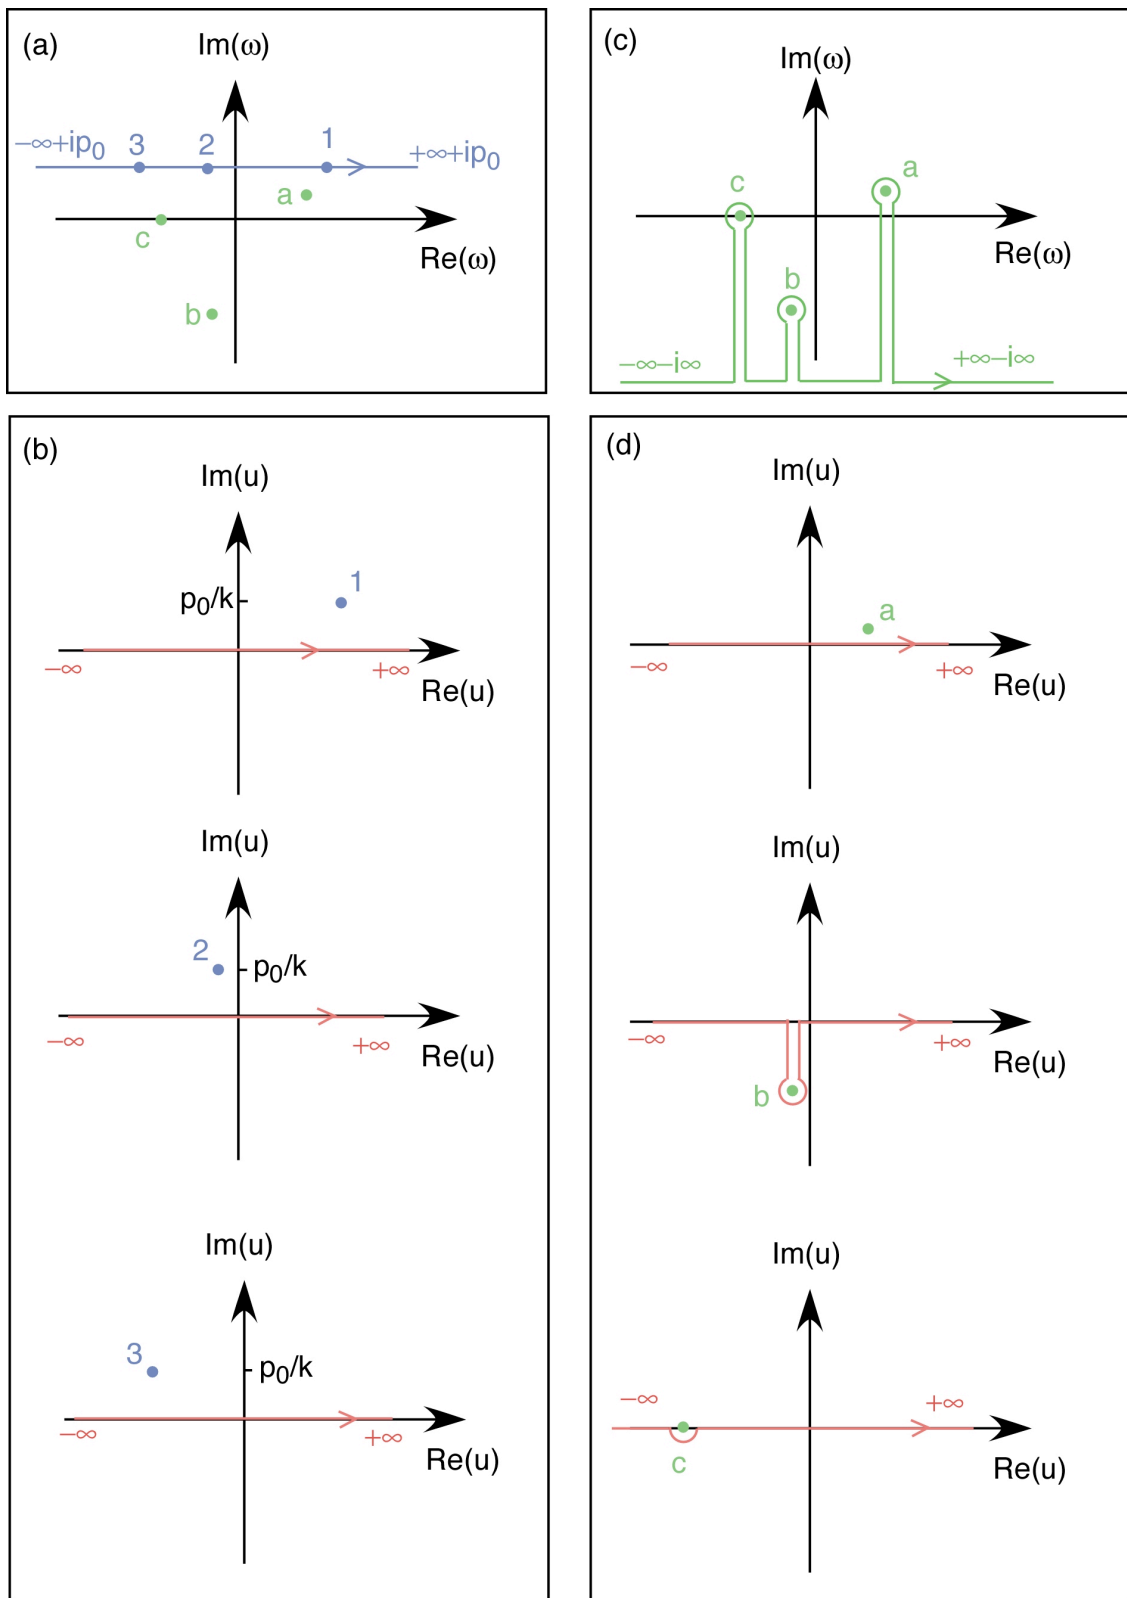 (a)
Im(ω)
−∞+ip₀
3
2
1
+∞+ip₀
a
c
Re(ω)
b
(c)
Im(ω)
c
a
Re(ω)
b
−∞−i∞
+∞−i∞
(b)
Im(u)
p₀/k
1
−∞
+∞
Re(u)
Im(u)
2
p₀/k
−∞
+∞
Re(u)
Im(u)
3
p₀/k
−∞
+∞
Re(u)
(d)
Im(u)
a
−∞
+∞
Re(u)
Im(u)
−∞
+∞
Re(u)
b
Im(u)
−∞
+∞
c
Re(u)